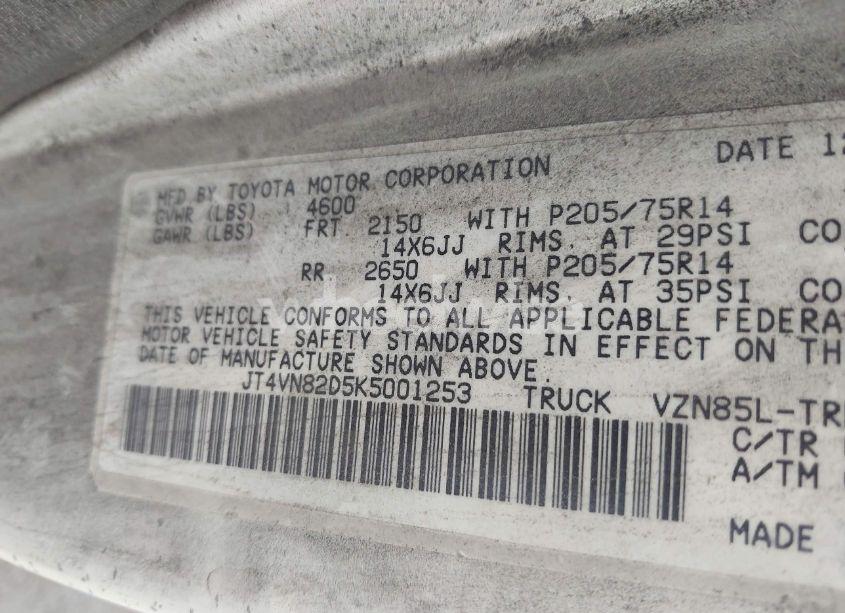 MFD BY TOYOTA MOTOR CORPORATION DATE 12
GVWR (LBS) 4600
GAWR (LBS) FRT. 2150 WITH P205/75R14
14X6JJ RIMS. AT 29PSI CO
RR 2650 WITH P205/75R14
14X6JJ RIMS. AT 35PSI CO
THIS VEHICLE CONFORMS TO ALL APPLICABLE FEDERA
MOTOR VEHICLE SAFETY STANDARDS IN EFFECT ON TH
DATE OF MANUFACTURE SHOWN ABOVE.
JT4VN82D5K5001253 TRUCK VZN85L-TR
C/TR
A/TM
MADE